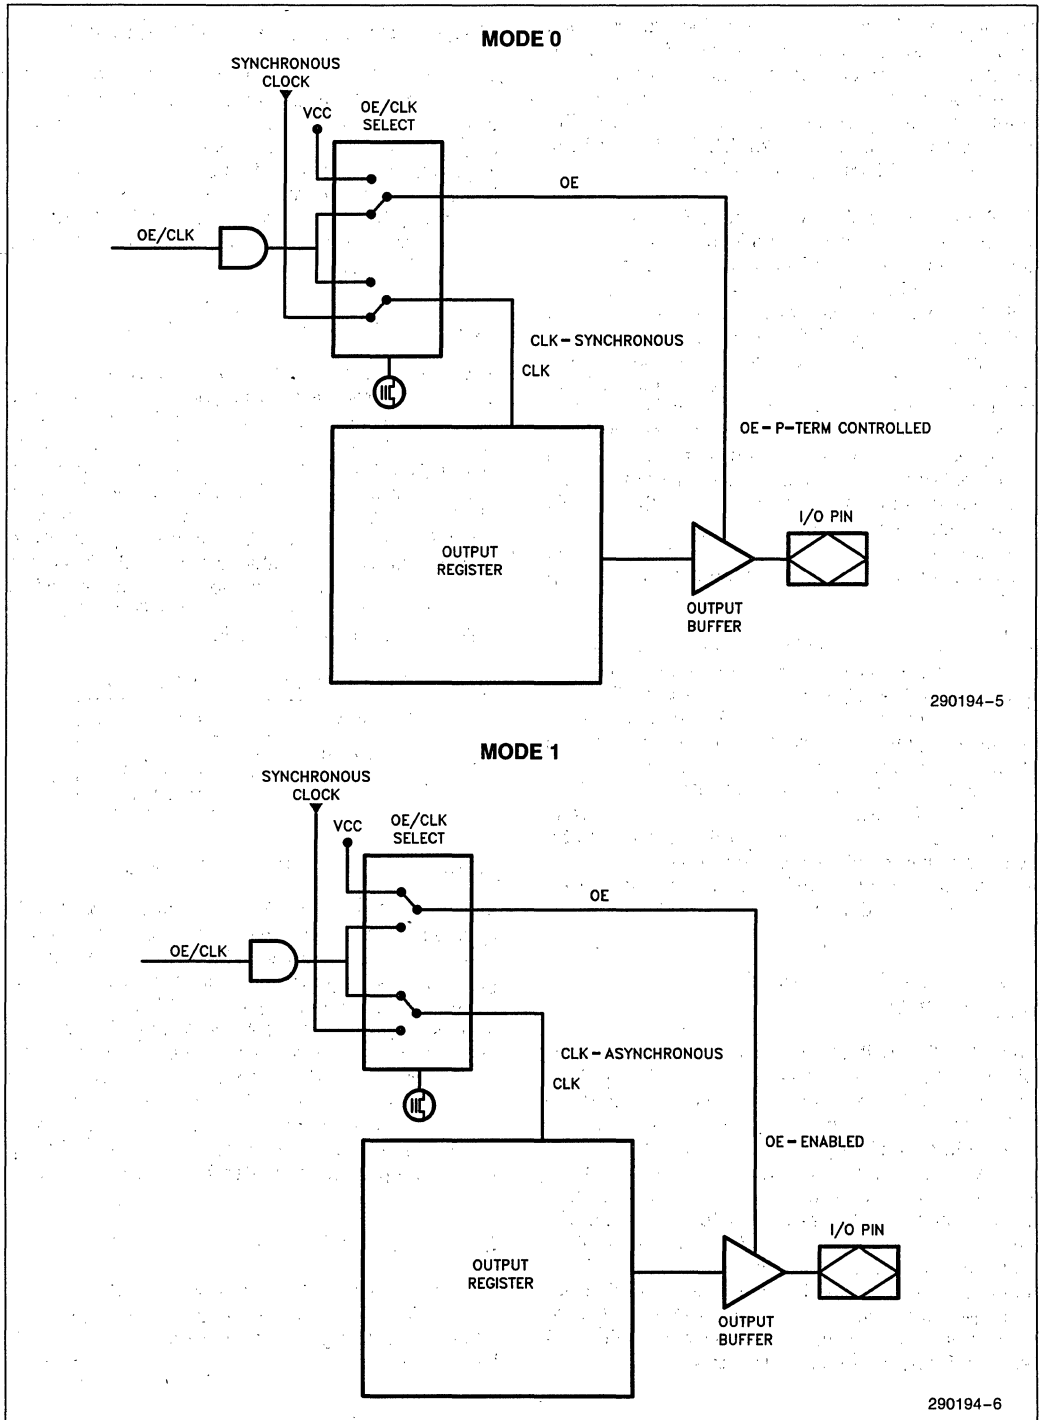 MODE 0
SYNCHRONOUS
CLOCK
VCC
OE/CLK
SELECT
OE
OE/CLK
CLK – SYNCHRONOUS
CLK
OE – P-TERM CONTROLLED
I/O PIN
OUTPUT
REGISTER
OUTPUT
BUFFER
290194–5
MODE 1
SYNCHRONOUS
CLOCK
VCC
OE/CLK
SELECT
OE
OE/CLK
CLK – ASYNCHRONOUS
CLK
OE – ENABLED
I/O PIN
OUTPUT
REGISTER
OUTPUT
BUFFER
290194–6